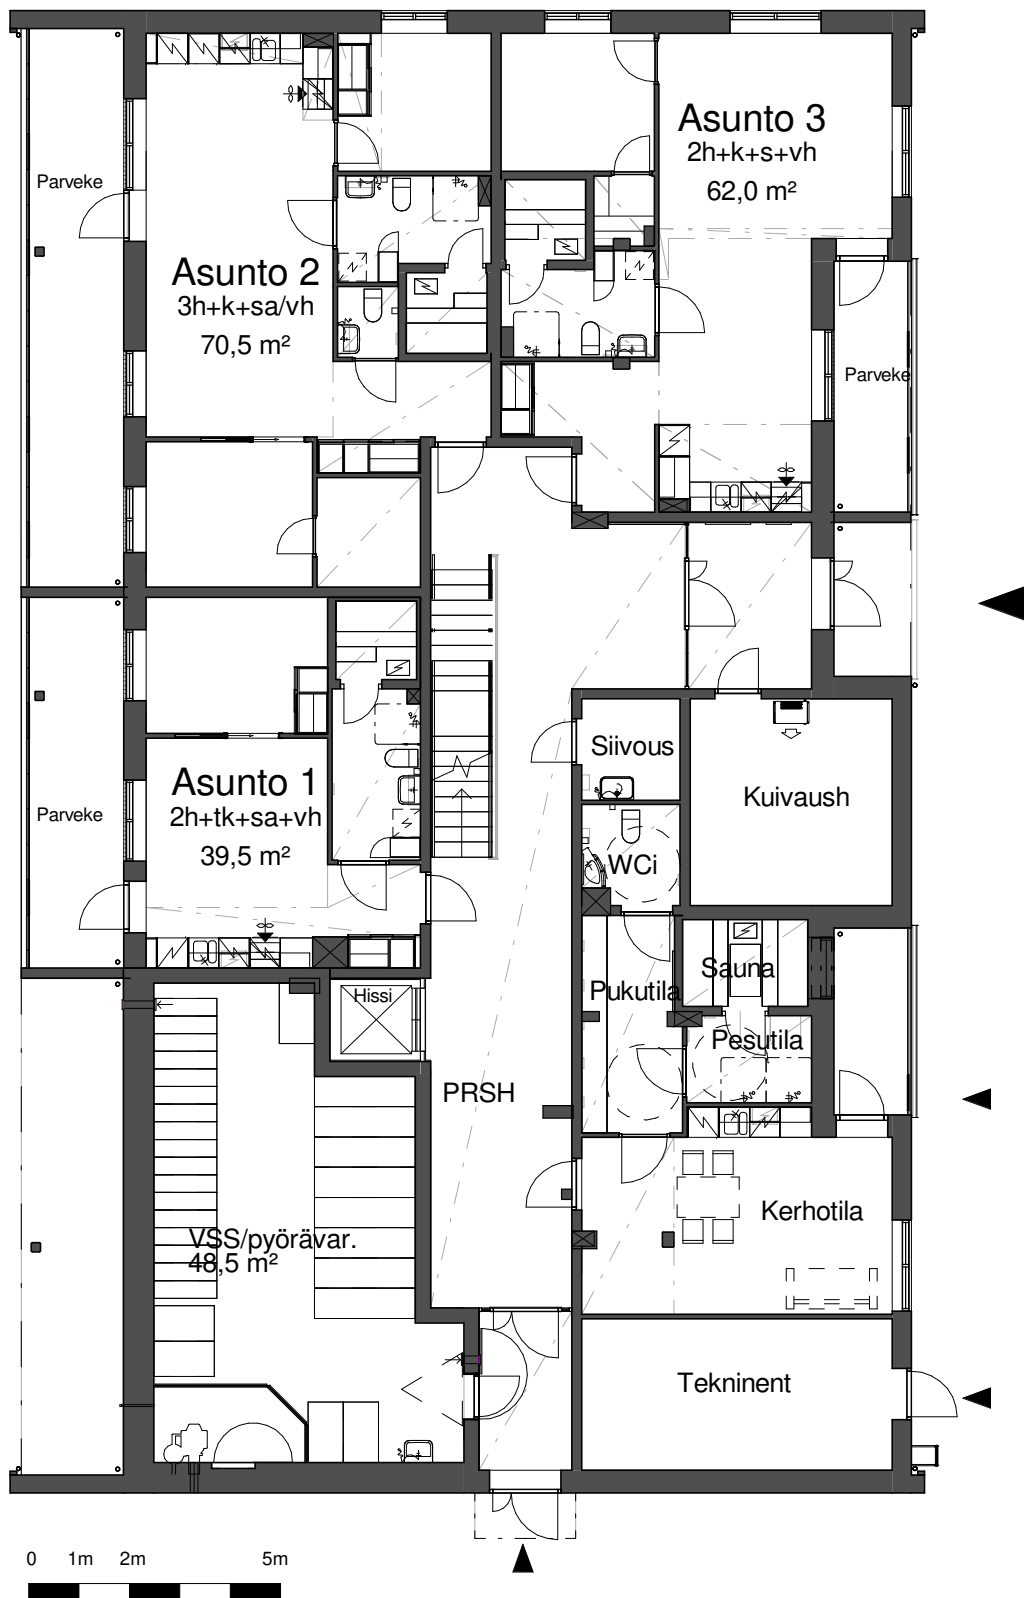 Asunto 3
2h+k+s+vh
62,0 m²
Parveke
Asunto 2
3h+k+sa/vh
70,5 m²
Parveke
Siivous
Asunto 1
2h+tk+sa+vh
39,5 m²
Kuivaush
Parveke
WCi
Sauna
Pukutila
Hissi
Pesutila
PRSH
Kerhotila
VSS/pyörävar.
48,5 m²
Tekninent
0 1m 2m 5m